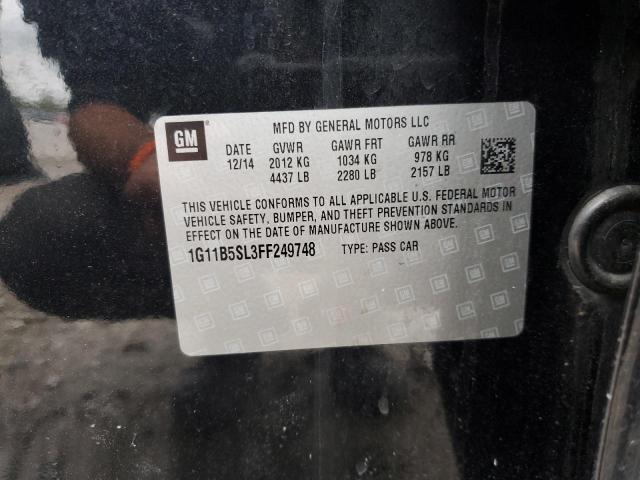 GM
MFD BY GENERAL MOTORS LLC
DATE GVWR GAWR FRT GAWR RR
12/14 2012 KG 1034 KG 978 KG
4437 LB 2280 LB 2157 LB
THIS VEHICLE CONFORMS TO ALL APPLICABLE U.S. FEDERAL MOTOR
VEHICLE SAFETY, BUMPER, AND THEFT PREVENTION STANDARDS IN
EFFECT ON THE DATE OF MANUFACTURE SHOWN ABOVE.
1G11B5SL3FF249748 TYPE: PASS CAR